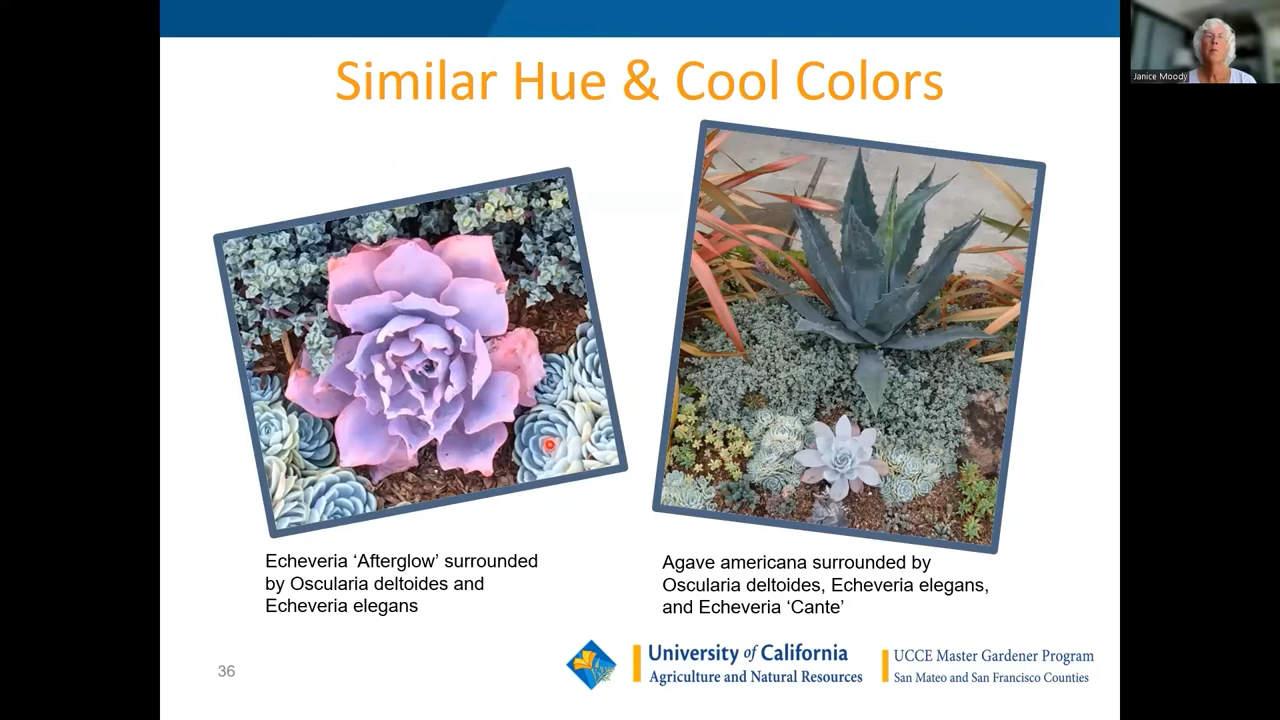 Similar Hue & Cool Colors
Janice Moody
Echeveria ‘Afterglow’ surrounded
by Oscularia deltoides and
Echeveria elegans
Agave americana surrounded by
Oscularia deltoides, Echeveria elegans,
and Echeveria ‘Cante’
36
University of California
Agriculture and Natural Resources
UCCE Master Gardener Program
San Mateo and San Francisco Counties